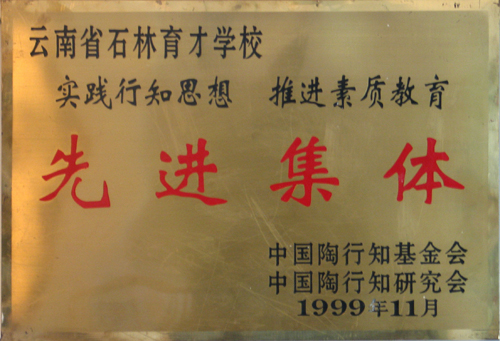 云南省石林育才学校
实践行知思想 推进素质教育
先进集体
中国陶行知基金会
中国陶行知研究会
1999年11月